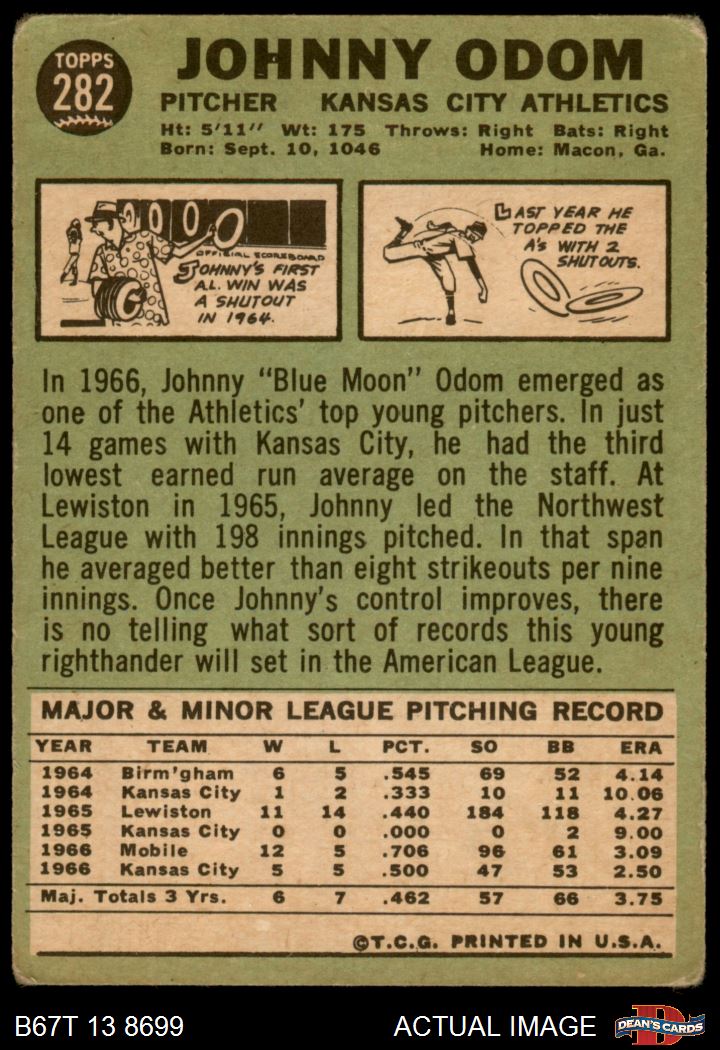 TOPPS
282
JOHNNY ODOM
PITCHER KANSAS CITY ATHLETICS
Ht: 5'11" Wt: 175 Throws: Right Bats: Right
Born: Sept. 10, 1046 Home: Macon, Ga.
0 0 0 0
OFFICIAL SCOREBOARD
JOHNNY'S FIRST
A.L. WIN WAS
A SHUTOUT
IN 1964.
LAST YEAR HE
TOPPED THE
A'S WITH 2
SHUTOUTS.
In 1966, Johnny "Blue Moon" Odom emerged as
one of the Athletics' top young pitchers. In just
14 games with Kansas City, he had the third
lowest earned run average on the staff. At
Lewiston in 1965, Johnny led the Northwest
League with 198 innings pitched. In that span
he averaged better than eight strikeouts per nine
innings. Once Johnny's control improves, there
is no telling what sort of records this young
righthander will set in the American League.
MAJOR & MINOR LEAGUE PITCHING RECORD
YEAR TEAM W L PCT. SO BB ERA
1964 Birm'gham 6 5 .545 69 52 4.14
1964 Kansas City 1 2 .333 10 11 10.06
1965 Lewiston 11 14 .440 184 118 4.27
1965 Kansas City 0 0 .000 0 2 9.00
1966 Mobile 12 5 .706 96 61 3.09
1966 Kansas City 5 5 .500 47 53 2.50
Maj. Totals 3 Yrs. 6 7 .462 57 66 3.75
©T.C.G. PRINTED IN U.S.A.
B67T 13 8699 ACTUAL IMAGE
D
DEAN'S CARDS